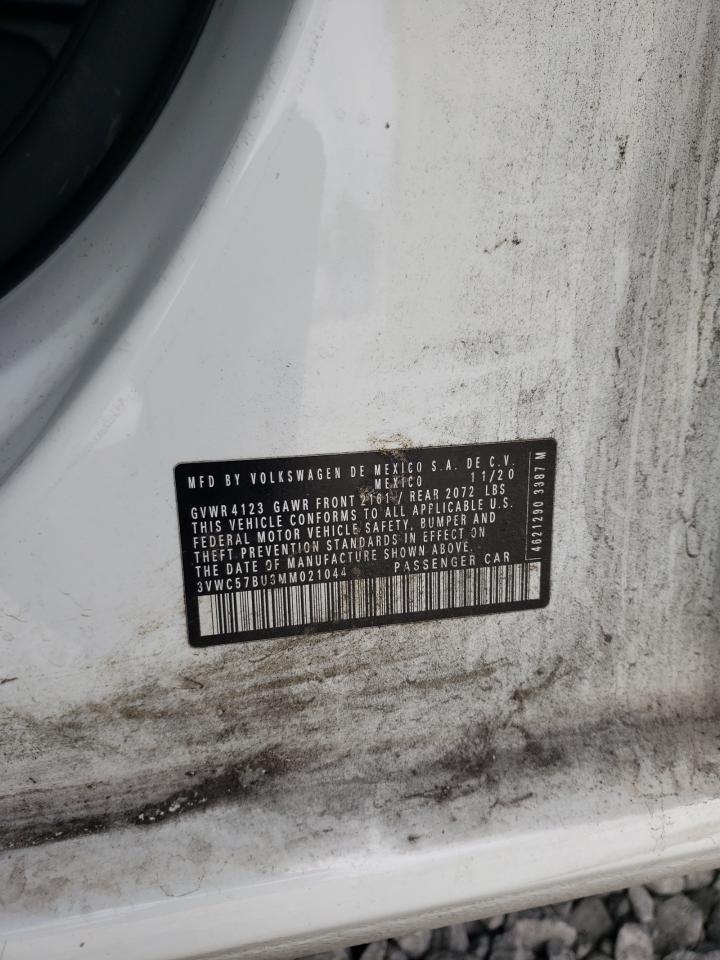 MFD BY VOLKSWAGEN DE MEXICO S.A. DE C.V.
MEXICO 11/20
GVWR 4123 GAWR FRONT 2161 / REAR 2072 LBS
THIS VEHICLE CONFORMS TO ALL APPLICABLE U.S.
FEDERAL MOTOR VEHICLE SAFETY, BUMPER AND
THEFT PREVENTION STANDARDS IN EFFECT ON
THE DATE OF MANUFACTURE SHOWN ABOVE.
3VWC57BU3MM021044 PASSENGER CAR
4621290 3387 M